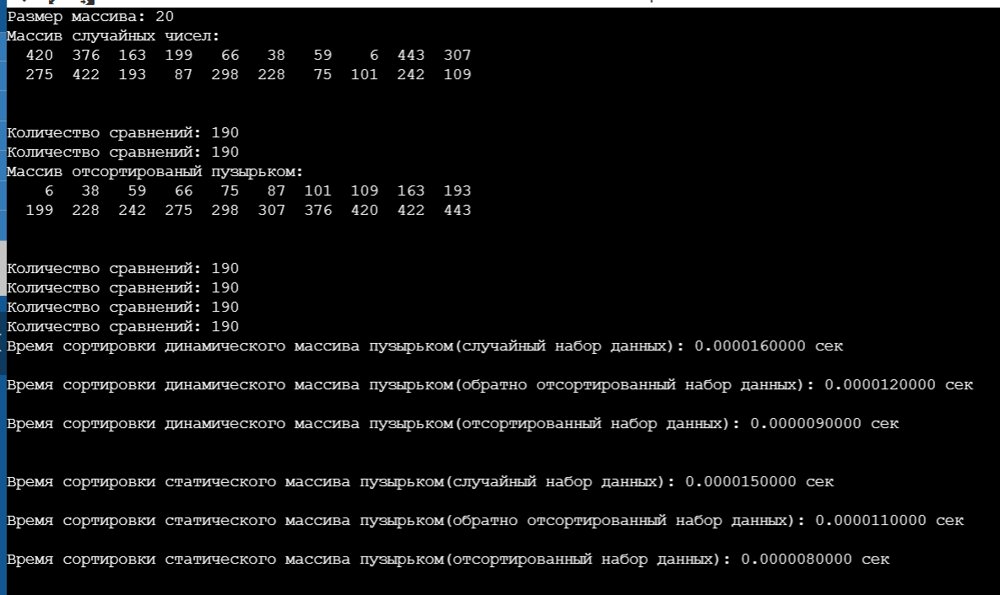 Размер массива: 20
Массив случайных чисел:
420 376 163 199 66 38 59 6 443 307
275 422 193 87 298 228 75 101 242 109
Количество сравнений: 190
Количество сравнений: 190
Массив отсортированый пузырьком:
6 38 59 66 75 87 101 109 163 193
199 228 242 275 298 307 376 420 422 443
Количество сравнений: 190
Количество сравнений: 190
Количество сравнений: 190
Количество сравнений: 190
Время сортировки динамического массива пузырьком(случайный набор данных): 0.0000160000 сек
Время сортировки динамического массива пузырьком(обратно отсортированный набор данных): 0.0000120000 сек
Время сортировки динамического массива пузырьком(отсортированный набор данных): 0.0000090000 сек
Время сортировки статического массива пузырьком(случайный набор данных): 0.0000150000 сек
Время сортировки статического массива пузырьком(обратно отсортированный набор данных): 0.0000110000 сек
Время сортировки статического массива пузырьком(отсортированный набор данных): 0.0000080000 сек